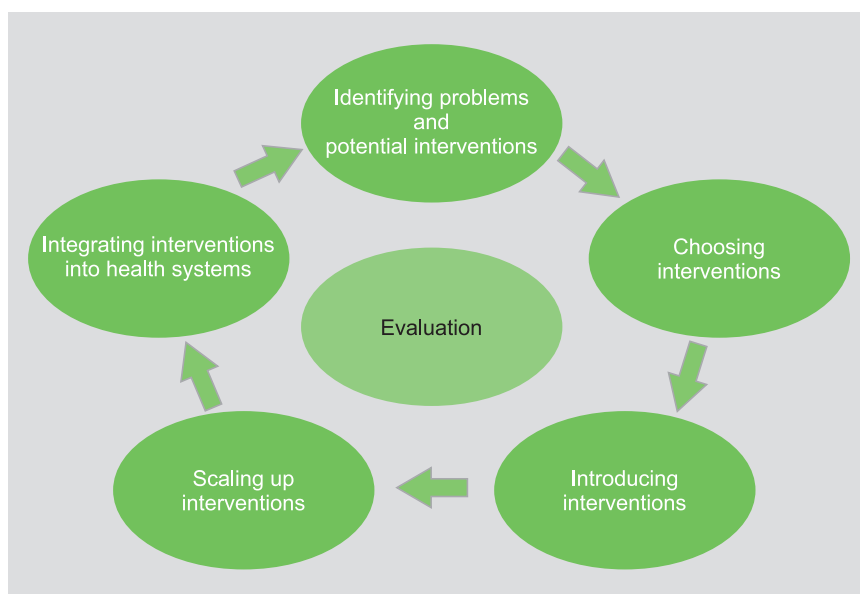 Identifying problems
and
potential interventions
Choosing
interventions
Introducing
interventions
Scaling up
interventions
Integrating interventions
into health systems
Evaluation